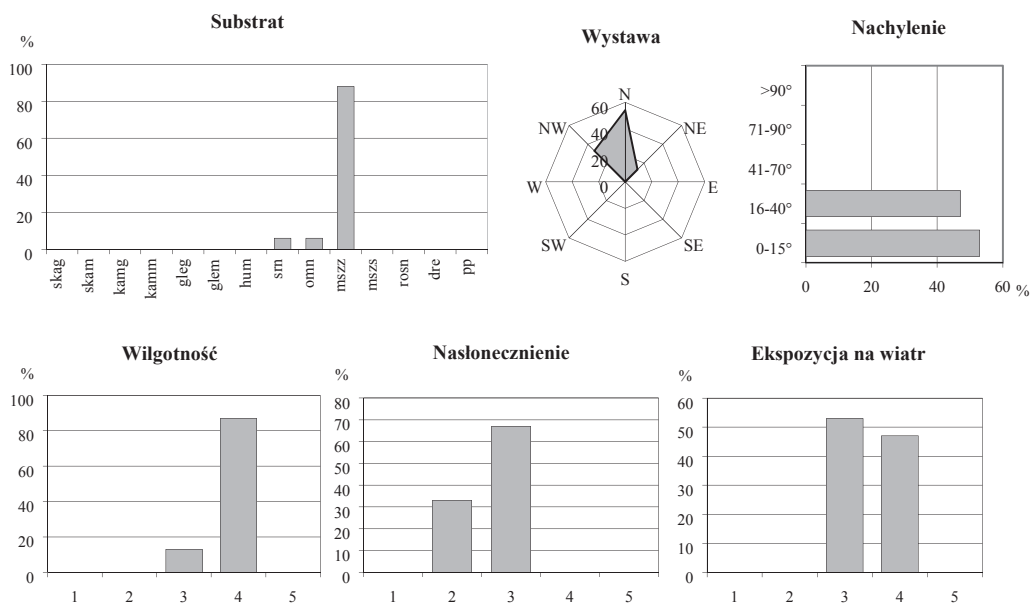 Substrat
%
100
80
60
40
20
0
skag
skam
kamg
kamm
gleg
glem
hum
srn
omn
mszz
mszs
rosn
dre
pp
Wystawa
N
NE
E
SE
S
SW
W
NW
60
40
20
0
Nachylenie
>90°
71-90°
41-70°
16-40°
0-15°
0 20 40 60 %
Wilgotność
%
100
80
60
40
20
0
1 2 3 4 5
Nasłonecznienie
%
80
70
60
50
40
30
20
10
0
1 2 3 4 5
Ekspozycja na wiatr
%
60
50
40
30
20
10
0
1 2 3 4 5